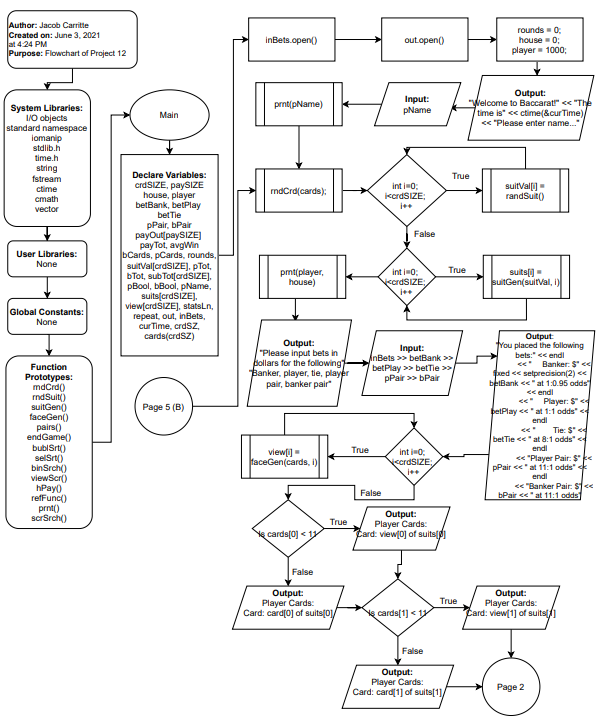 Author: Jacob Carritte
Created on: June 3, 2021
at 4:24 PM
Purpose: Flowchart of Project 12
System Libraries:
I/O objects
standard namespace
iomanip
stdlib.h
time.h
string
fstream
ctime
cmath
vector
User Libraries:
None
Global Constants:
None
Function
Prototypes:
rndCrd()
rndSuit()
suitGen()
faceGen()
pairs()
endGame()
bublSrt()
selSrt()
binSrch()
viewScr()
hPay()
refFunc()
prnt()
scrSrch()
Main
Declare Variables:
crdSIZE, paySIZE
house, player
betBank, betPlay
betTie
pPair, bPair
payOut[paySIZE]
payTot, avgWin
bCards, pCards, rounds,
suitVal[crdSIZE], pTot,
bTot, subTot[crdSIZE],
pBool, bBool, pName,
suits[crdSIZE],
view[crdSIZE], statsLn,
repeat, out, inBets,
curTime, crdSZ,
cards(crdSZ)
Page 5 (B)
inBets.open()
out.open()
rounds = 0;
house = 0;
player = 1000;
Output:
"Welcome to Baccarat!" << "The
time is" << ctime(&curTime)
<< "Please enter name..."
Input:
pName
prnt(pName)
rndCrd(cards);
int i=0;
i<crdSIZE;
i++
True
suitVal[i] =
randSuit()
False
int i=0;
i<crdSIZE;
i++
True
suits[i] =
suitGen(suitVal, i)
prnt(player,
house)
Output:
"Please input bets in
dollars for the following"
"Banker, player, tie, player
pair, banker pair"
Input:
inBets >> betBank >>
betPlay >> betTie >>
pPair >> bPair
Output:
"You placed the following
bets:" << endl
<< " Banker: $" <<
fixed << setprecision(2) <<
betBank << " at 1:0.95 odds"
<< endl
<< " Player: $" <<
betPlay << " at 1:1 odds" <<
endl
<< " Tie: $" <<
betTie << " at 8:1 odds" <<
endl
<< "Player Pair: $" <<
pPair << " at 11:1 odds" <<
endl
<< "Banker Pair: $" <<
bPair << " at 11:1 odds"
int i=0;
i<crdSIZE;
i++
True
view[i] =
faceGen(cards, i)
False
Is cards[0] < 11
True
Output:
Player Cards:
Card: view[0] of suits[0]
False
Output:
Player Cards:
Card: card[0] of suits[0]
Is cards[1] < 11
True
Output:
Player Cards:
Card: view[1] of suits[1]
False
Output:
Player Cards:
Card: card[1] of suits[1]
Page 2